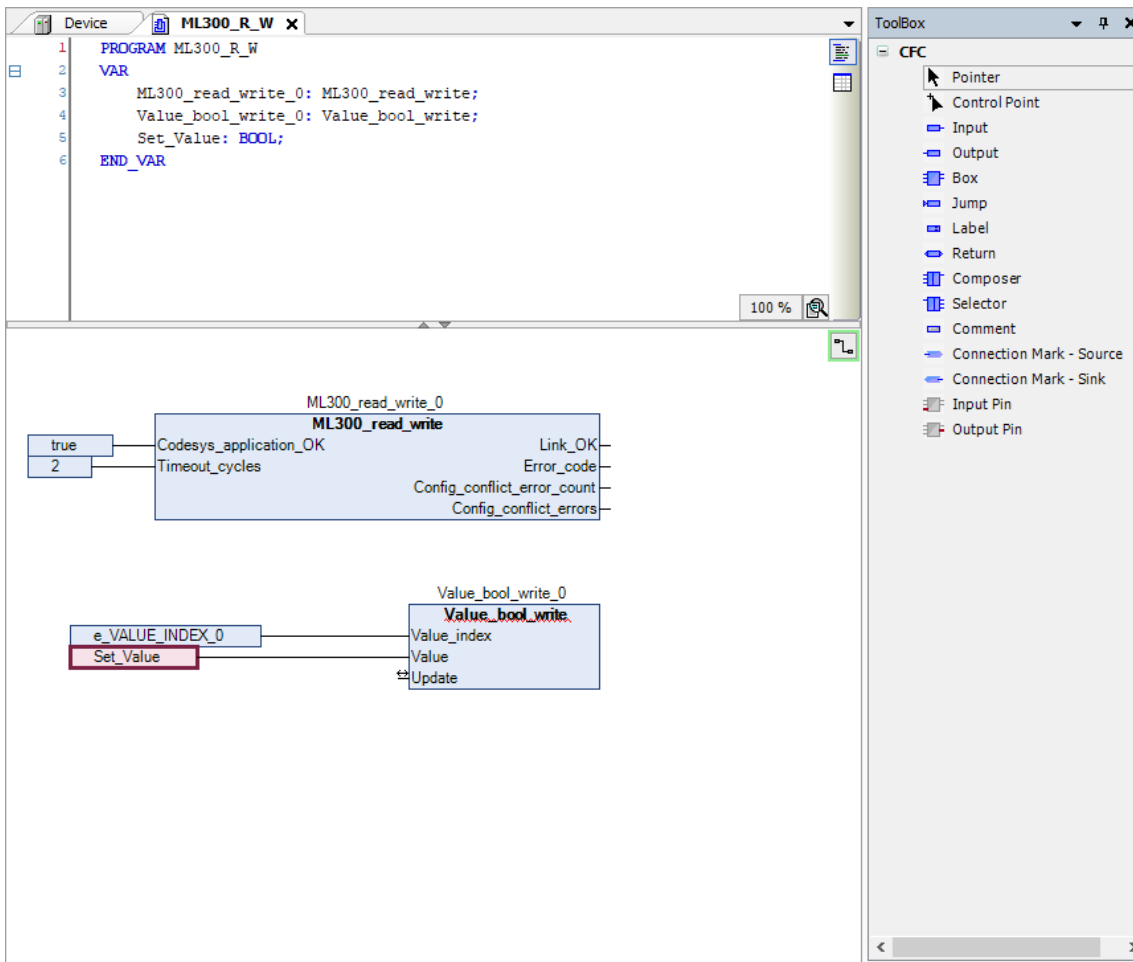 Device
ML300_R_W
1 PROGRAM ML300_R_W
2 VAR
3 ML300_read_write_0: ML300_read_write;
4 Value_bool_write_0: Value_bool_write;
5 Set_Value: BOOL;
6 END_VAR
100 %
ML300_read_write_0
ML300_read_write
true Codesys_application_OK Link_OK
2 Timeout_cycles Error_code
Config_conflict_error_count
Config_conflict_errors
Value_bool_write_0
Value_bool_write
e_VALUE_INDEX_0 Value_index
Set_Value Value
Update
ToolBox
CFC
Pointer
Control Point
Input
Output
Box
Jump
Label
Return
Composer
Selector
Comment
Connection Mark - Source
Connection Mark - Sink
Input Pin
Output Pin